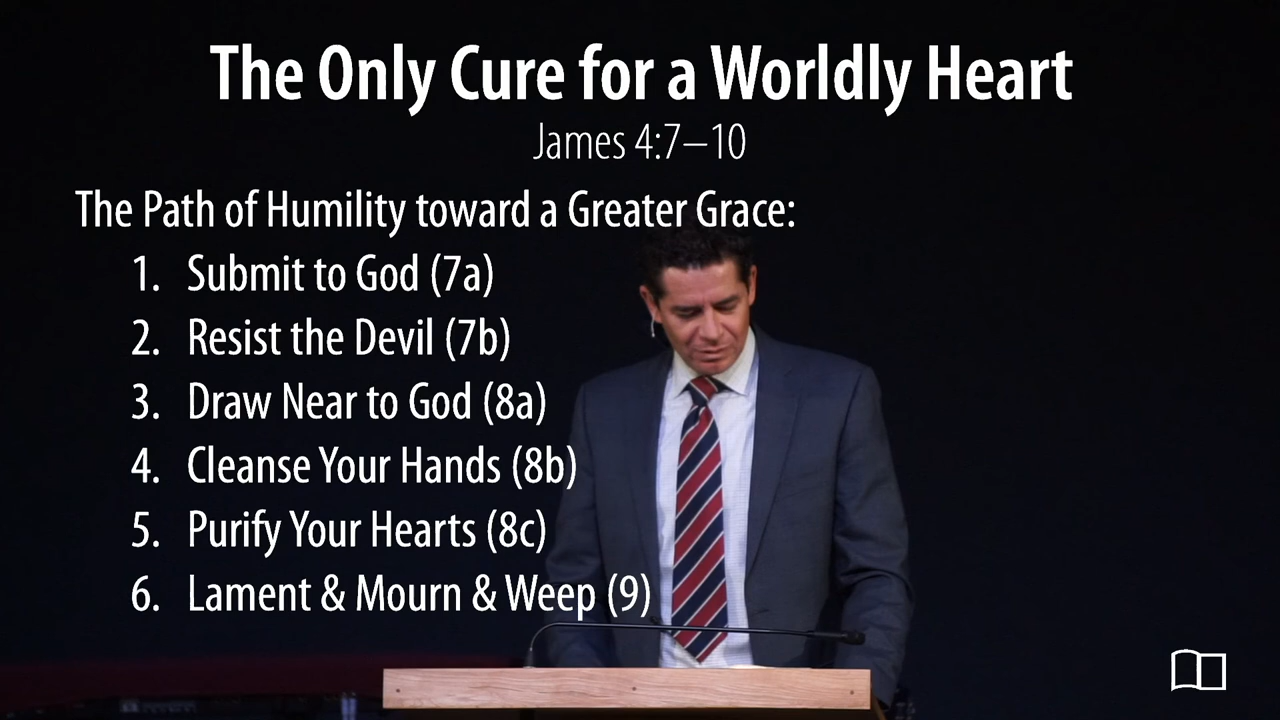 The Only Cure for a Worldly Heart
James 4:7–10
The Path of Humility toward a Greater Grace:
1. Submit to God (7a)
2. Resist the Devil (7b)
3. Draw Near to God (8a)
4. Cleanse Your Hands (8b)
5. Purify Your Hearts (8c)
6. Lament & Mourn & Weep (9)